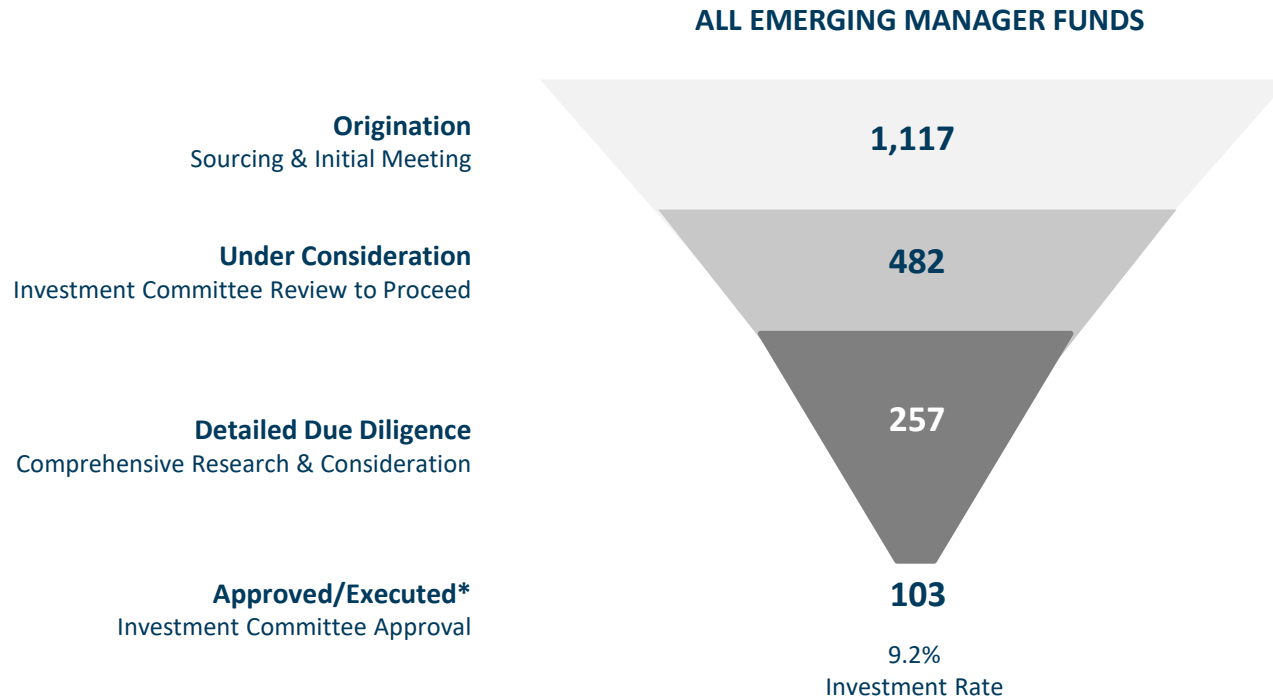 ALL EMERGING MANAGER FUNDS
Origination
Sourcing & Initial Meeting
1,117
Under Consideration
Investment Committee Review to Proceed
482
Detailed Due Diligence
Comprehensive Research & Consideration
257
Approved/Executed*
Investment Committee Approval
103
9.2%
Investment Rate